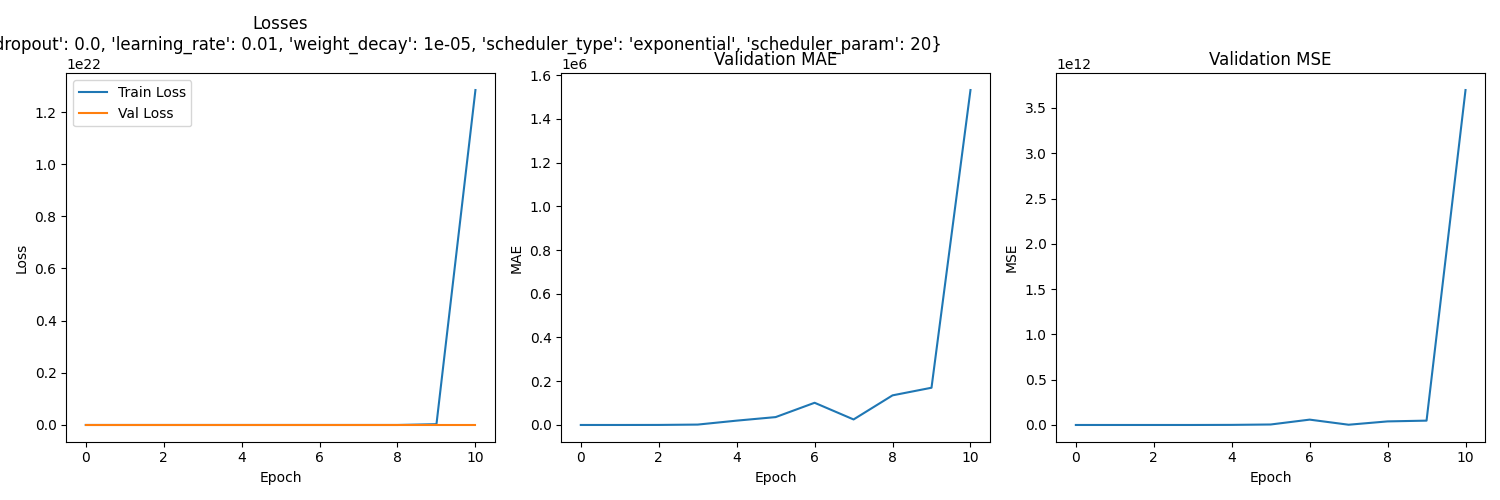 Losses
dropout': 0.0, 'learning_rate': 0.01, 'weight_decay': 1e-05, 'scheduler_type': 'exponential', 'scheduler_param': 20}
1e22
Train Loss
Val Loss
1.2
1.0
0.8
0.6
0.4
0.2
0.0
Loss
0 2 4 6 8 10
Epoch
Validation MAE
1e6
1.6
1.4
1.2
1.0
0.8
0.6
0.4
0.2
0.0
MAE
0 2 4 6 8 10
Epoch
Validation MSE
1e12
3.5
3.0
2.5
2.0
1.5
1.0
0.5
0.0
MSE
0 2 4 6 8 10
Epoch